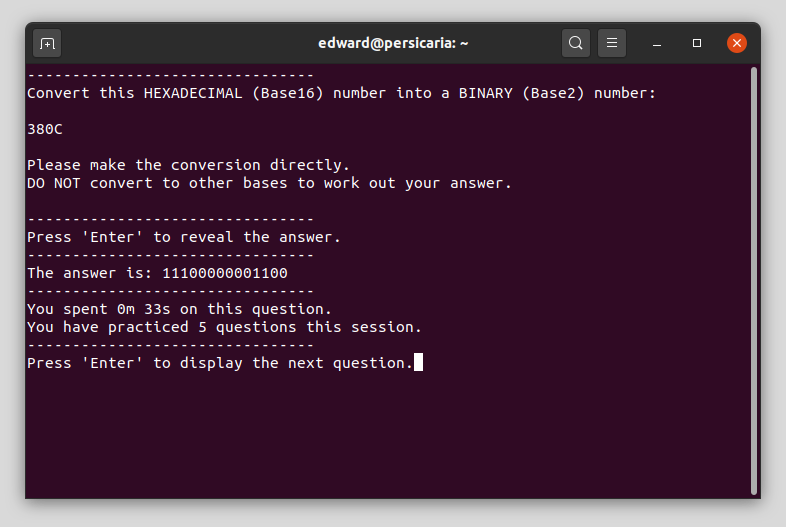 edward@persicaria: ~
--------------------------------
Convert this HEXADECIMAL (Base16) number into a BINARY (Base2) number:
380C
Please make the conversion directly.
DO NOT convert to other bases to work out your answer.
--------------------------------
Press 'Enter' to reveal the answer.
--------------------------------
The answer is: 11100000001100
--------------------------------
You spent 0m 33s on this question.
You have practiced 5 questions this session.
--------------------------------
Press 'Enter' to display the next question.